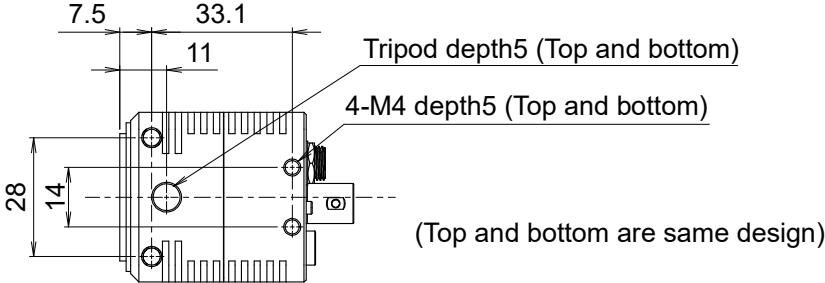 7.5
33.1
11
Tripod depth5 (Top and bottom)
4-M4 depth5 (Top and bottom)
28
14
(Top and bottom are same design)